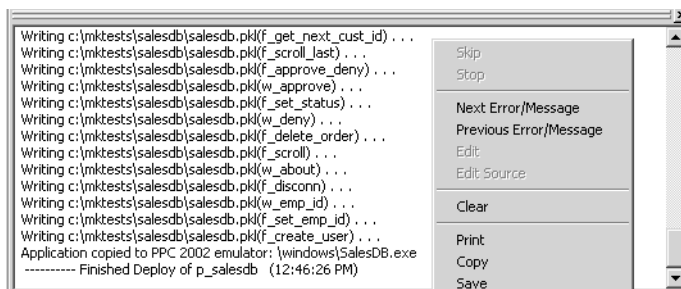 Writing c:\mktests\salesdb\salesdb.pkl(f_get_next_cust_id) . . .
Writing c:\mktests\salesdb\salesdb.pkl(f_scroll_last) . . .
Writing c:\mktests\salesdb\salesdb.pkl(f_approve_deny) . . .
Writing c:\mktests\salesdb\salesdb.pkl(w_approve) . . .
Writing c:\mktests\salesdb\salesdb.pkl(f_set_status) . . .
Writing c:\mktests\salesdb\salesdb.pkl(w_deny) . . .
Writing c:\mktests\salesdb\salesdb.pkl(f_delete_order) . . .
Writing c:\mktests\salesdb\salesdb.pkl(f_scroll) . . .
Writing c:\mktests\salesdb\salesdb.pkl(w_about) . . .
Writing c:\mktests\salesdb\salesdb.pkl(f_disconn) . . .
Writing c:\mktests\salesdb\salesdb.pkl(w_emp_id) . . .
Writing c:\mktests\salesdb\salesdb.pkl(f_set_emp_id) . . .
Writing c:\mktests\salesdb\salesdb.pkl(f_create_user) . . .
Application copied to PPC 2002 emulator: \windows\SalesDB.exe
---------- Finished Deploy of p_salesdb (12:46:26 PM)
Skip
Stop
Next Error/Message
Previous Error/Message
Edit
Edit Source
Clear
Print
Copy
Save